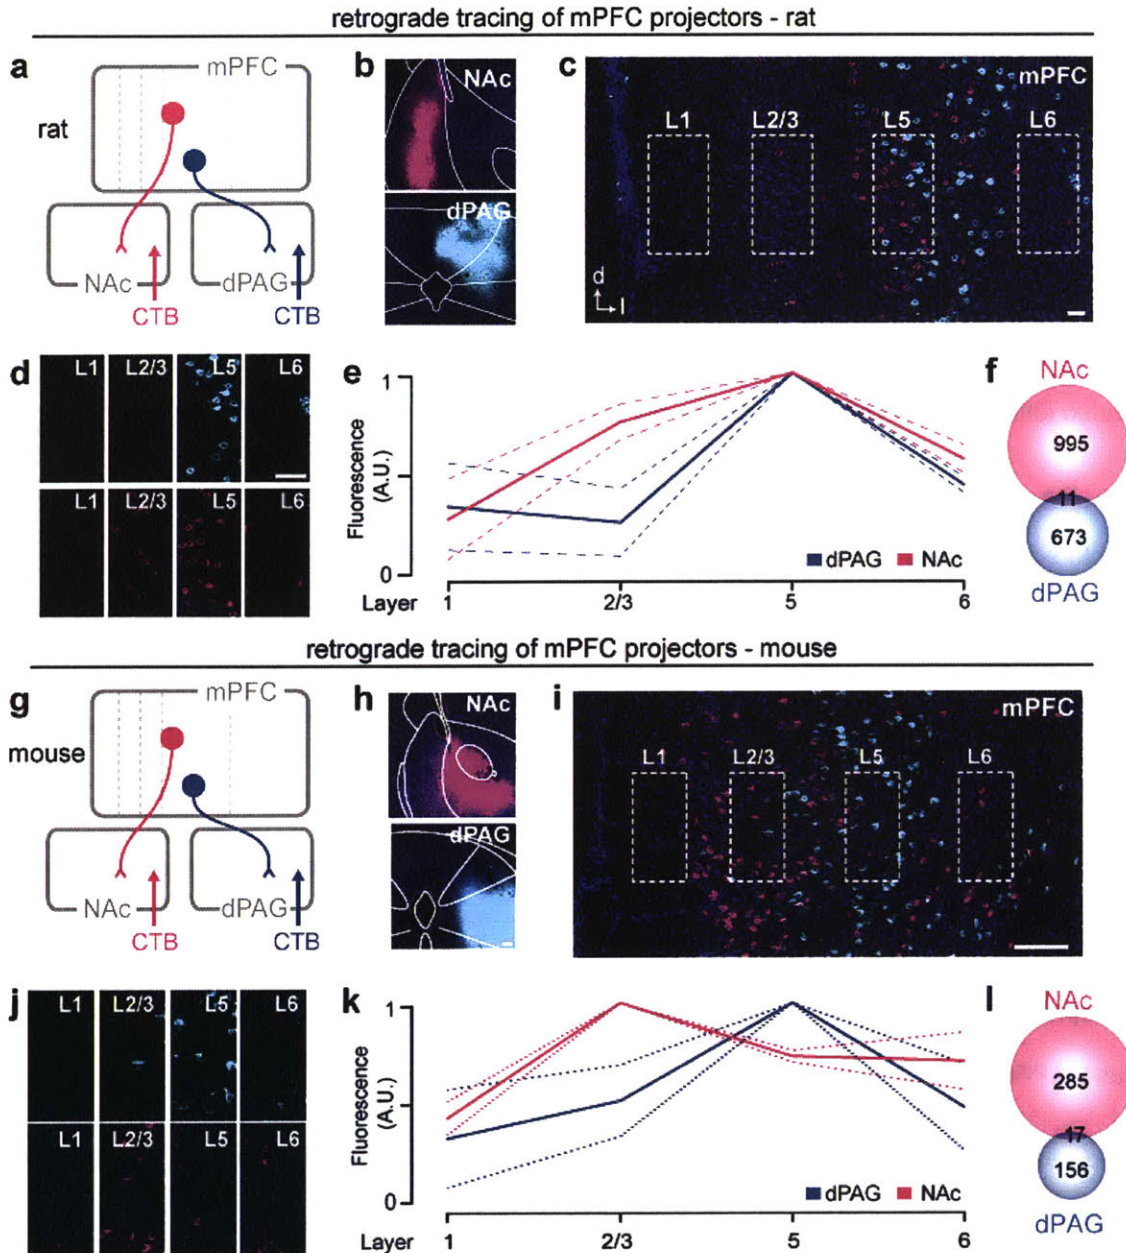 retrograde tracing of mPFC projectors - rat
a
mPFC
rat
NAc
dPAG
CTB
CTB
b
NAc
dPAG
c
mPFC
L1
L2/3
L5
L6
d
l
d
L1
L2/3
L5
L6
L1
L2/3
L5
L6
e
Fluorescence
(A.U.)
1
0
dPAG
NAc
Layer
1
2/3
5
6
f
NAc
995
11
673
dPAG
retrograde tracing of mPFC projectors - mouse
g
mPFC
mouse
NAc
dPAG
CTB
CTB
h
NAc
dPAG
i
mPFC
L1
L2/3
L5
L6
j
L1
L2/3
L5
L6
L1
L2/3
L5
L6
k
Fluorescence
(A.U.)
1
0
dPAG
NAc
Layer
1
2/3
5
6
l
NAc
285
17
156
dPAG